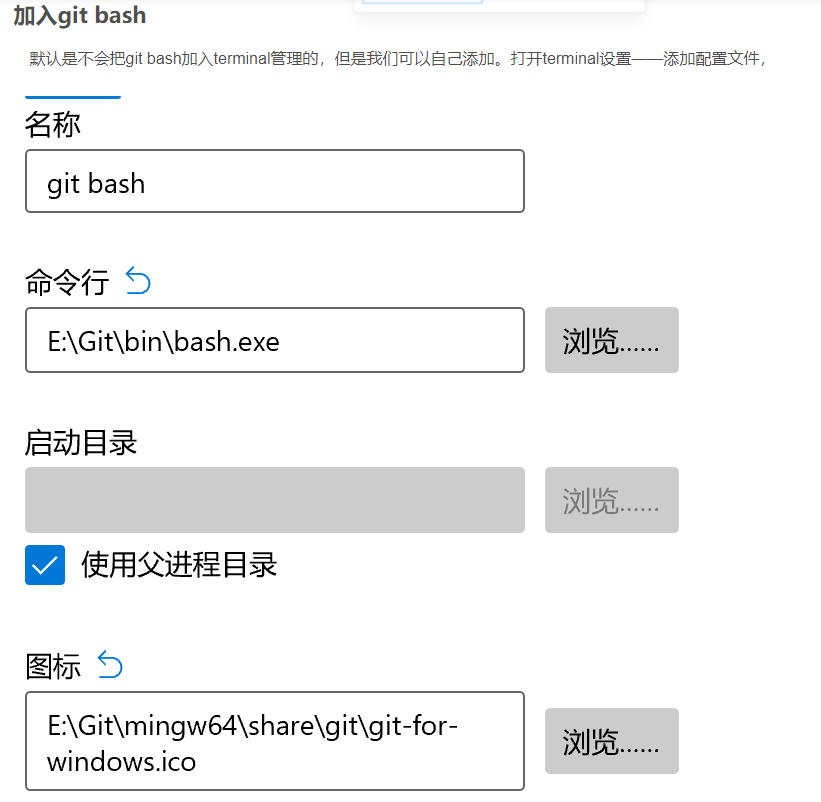 加入git bash
默认是不会把git bash加入terminal管理的，但是我们可以自己添加。打开terminal设置——添加配置文件，
名称
git bash
命令行
E:\Git\bin\bash.exe
浏览......
启动目录
浏览......
使用父进程目录
图标
E:\Git\mingw64\share\git\git-for-
windows.ico
浏览......